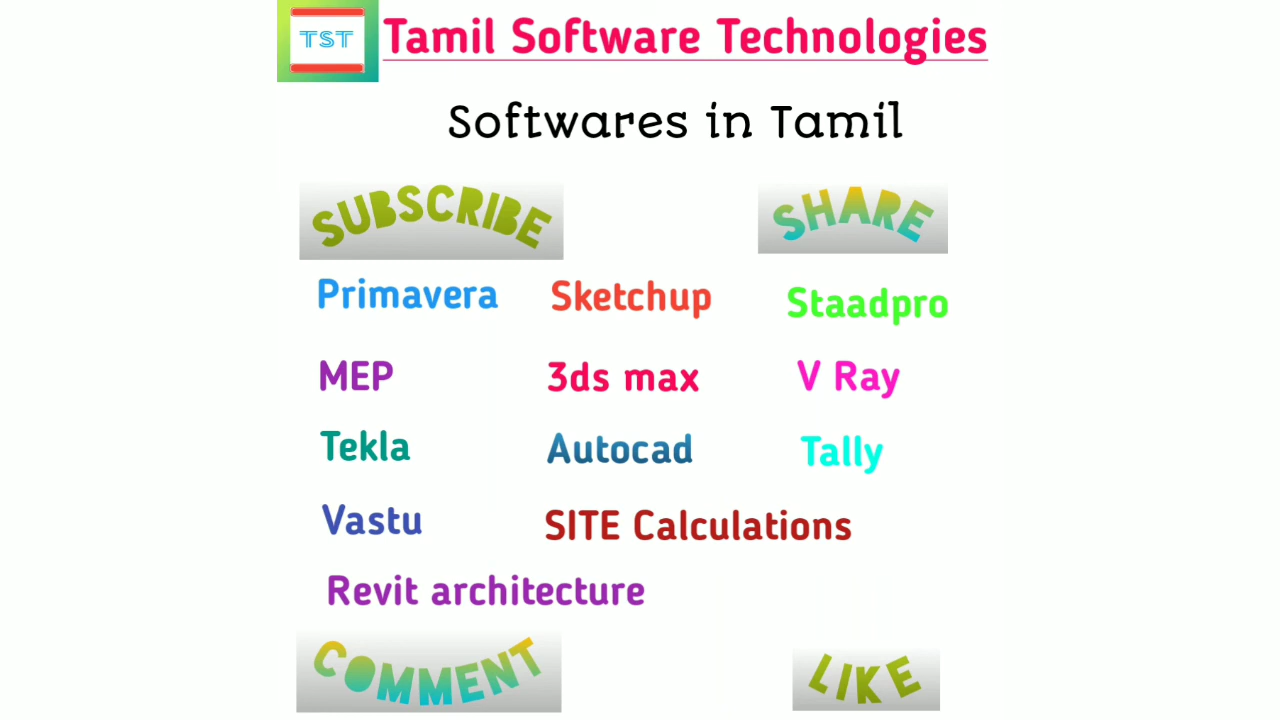 TST Tamil Software Technologies
Softwares in Tamil
SUBSCRIBE SHARE
Primavera Sketchup Staadpro
MEP 3ds max V Ray
Tekla Autocad Tally
Vastu SITE Calculations
Revit architecture
COMMENT LIKE